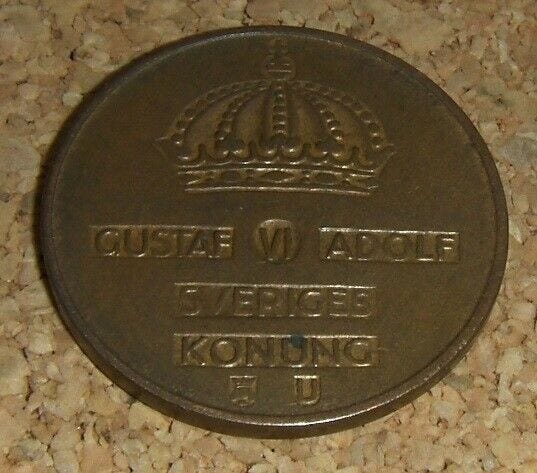 GUSTAF VI ADOLF
SVERIGES
KONUNG
U